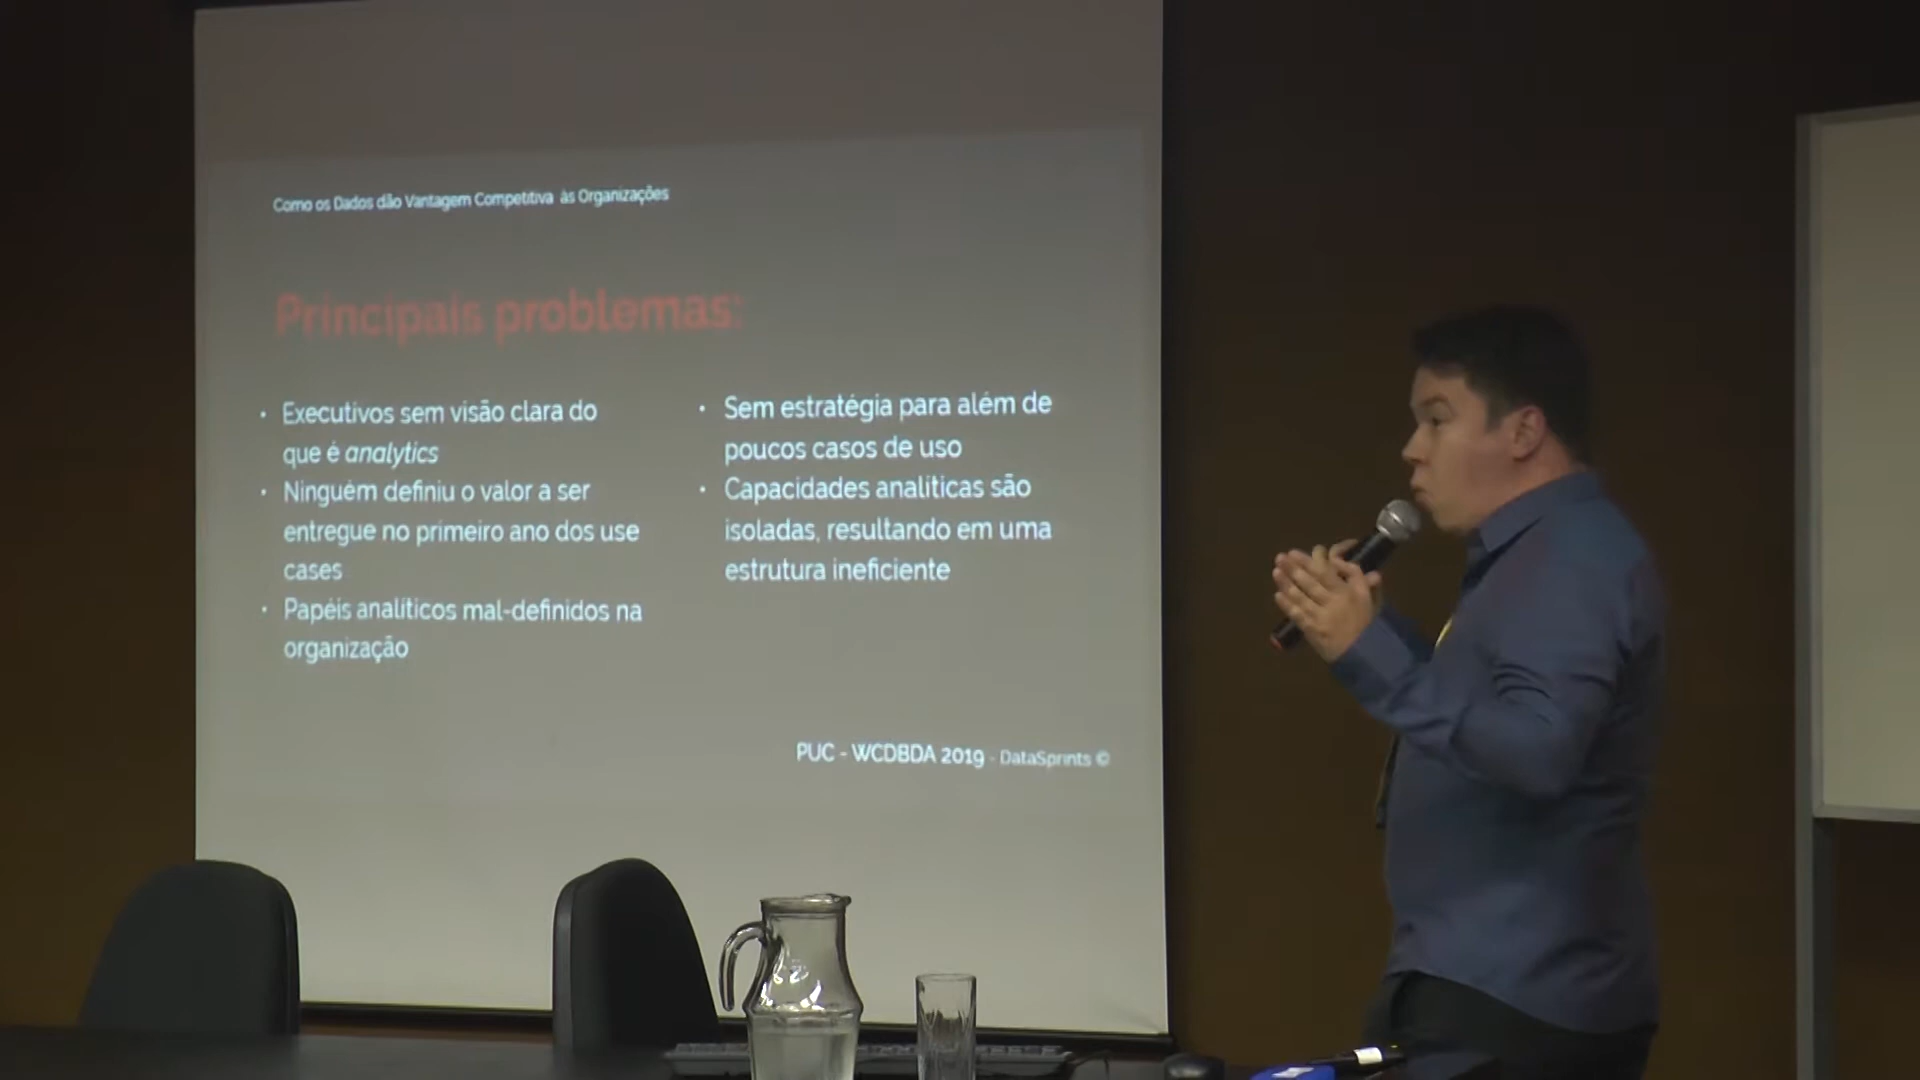 Como os Dados dão Vantagem Competitiva às Organizações
Principais problemas:
• Executivos sem visão clara do
que é analytics
• Ninguém definiu o valor a ser
entregue no primeiro ano dos use
cases
• Papéis analíticos mal-definidos na
organização
• Sem estratégia para além de
poucos casos de uso
• Capacidades analíticas são
isoladas, resultando em uma
estrutura ineficiente
PUC - WCDBDA 2019 - DataSprints ©